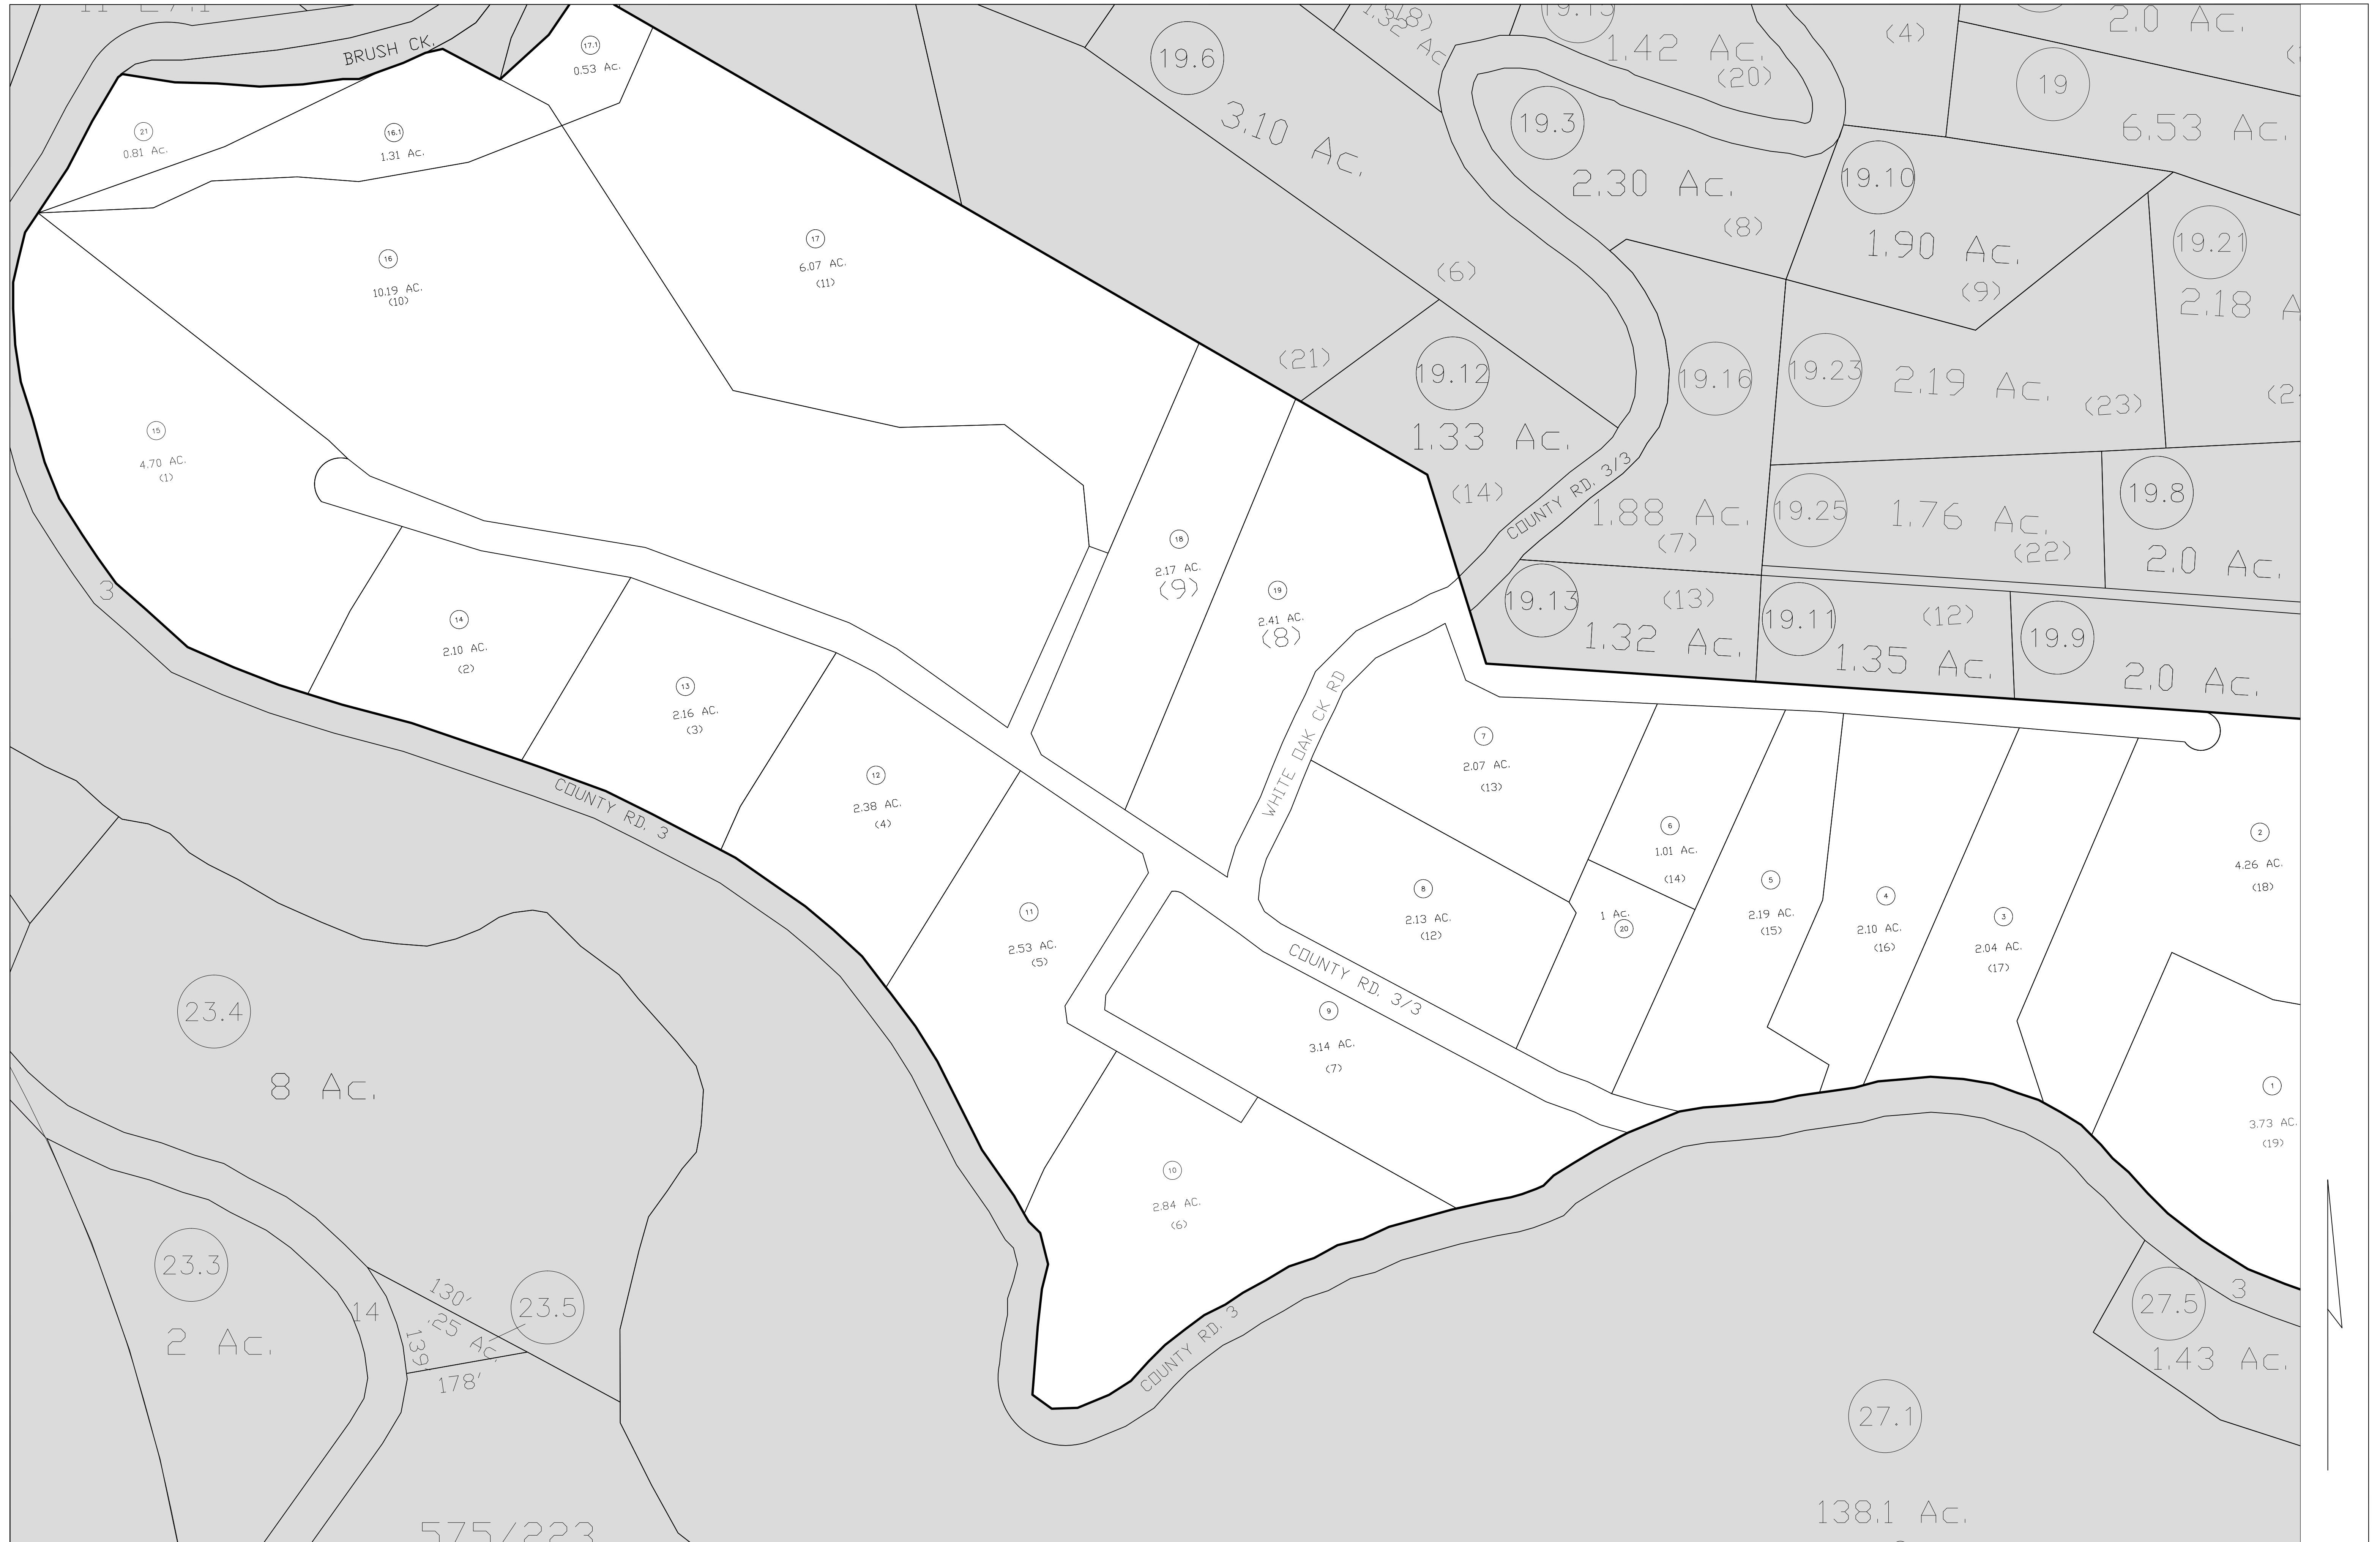 BRUSH CK.
17.1
0.53 Ac.
21
0.81 Ac.
16.1
1.31 Ac.
16
10.19 AC.
(10)
17
6.07 AC.
(11)
15
4.70 AC.
(1)
14
2.10 AC.
(2)
13
2.16 AC.
(3)
12
2.38 AC.
(4)
11
2.53 AC.
(5)
10
2.84 AC.
(6)
9
3.14 AC.
(7)
18
2.17 AC.
(9)
19
2.41 AC.
(8)
WHITE OAK CK RD
7
2.07 AC.
(13)
8
2.13 AC.
(12)
6
1.01 Ac.
(14)
1 Ac.
20
5
2.19 AC.
(15)
4
2.10 AC.
(16)
3
2.04 AC.
(17)
2
4.26 AC.
(18)
1
3.73 AC.
(19)
COUNTY RD. 3/3
COUNTY RD. 3/3
COUNTY RD. 3
COUNTY RD. 3
3
3
19.6
3.10 Ac.
(6)
(21)
1.42 Ac.
(20)
(4)
2.0 Ac.
19
6.53 Ac.
19.3
2.30 Ac.
(8)
19.10
1.90 Ac.
(9)
19.21
2.18
19.12
1.33 Ac.
(14)
19.16
1.88 Ac.
(7)
19.23
2.19 Ac.
(23)
19.25
1.76 Ac.
(22)
19.8
2.0 Ac.
19.13
(13)
1.32 Ac.
19.11
(12)
1.35 Ac.
19.9
2.0 Ac.
23.4
8 Ac.
23.3
2 Ac.
14
130'
.25 Ac.
139'
178'
23.5
575/223
27.5
1.43 Ac.
27.1
138.1 Ac.